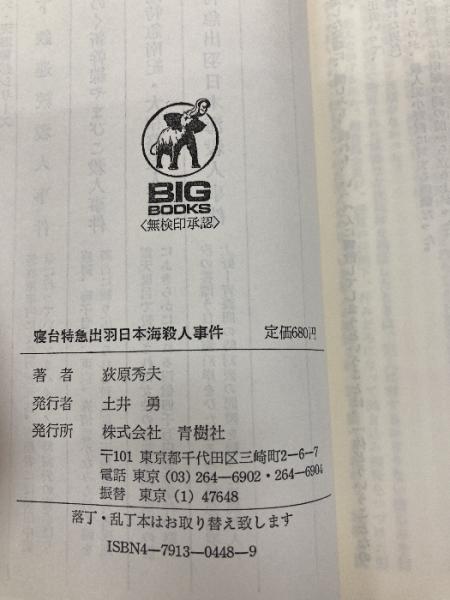 BIG
BOOKS
〈無検印承認〉
寝台特急出羽日本海殺人事件 定価680円
著者 荻原秀夫
発行者 土井勇
発行所 株式会社 青樹社
〒101 東京都千代田区三崎町2-6-7
電話 東京(03)264-6902・264-6904
振替 東京(1)47648
落丁・乱丁本はお取り替え致します
ISBN4-7913-0448-9